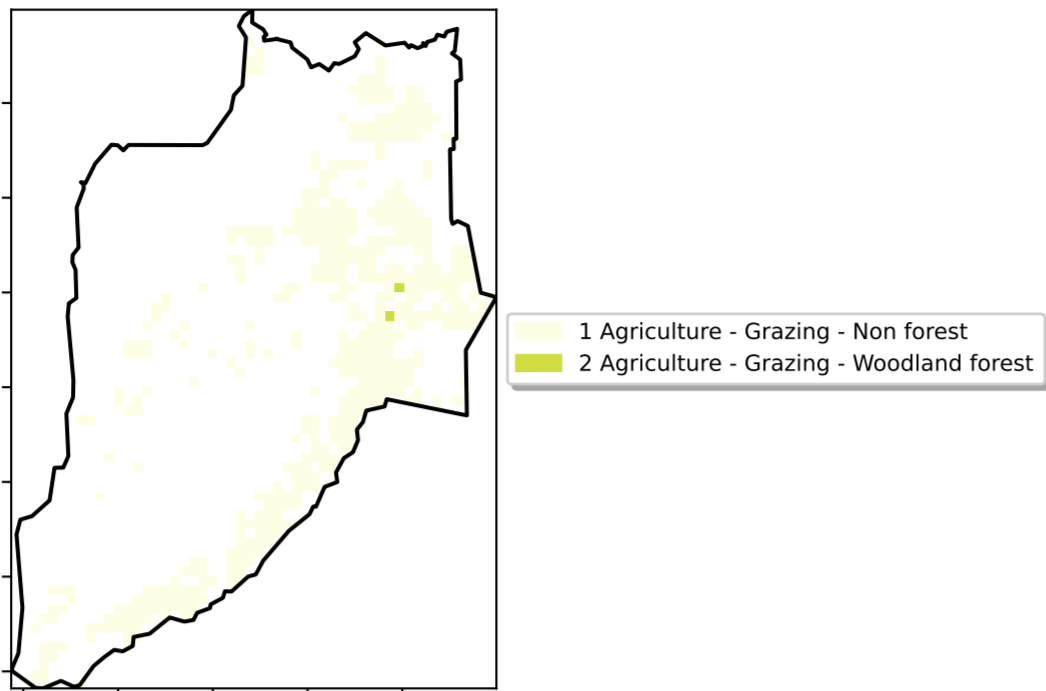 1 Agriculture - Grazing - Non forest
2 Agriculture - Grazing - Woodland forest